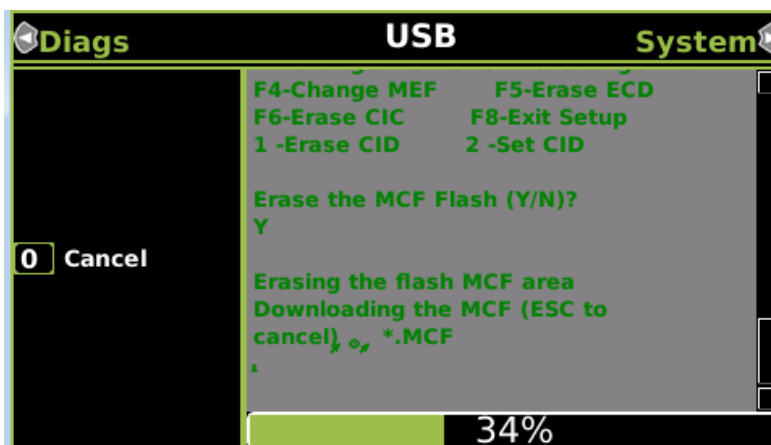 Diags USB System
F4-Change MEF F5-Erase ECD
F6-Erase CIC F8-Exit Setup
1 -Erase CID 2 -Set CID
Erase the MCF Flash (Y/N)?
Y
0 Cancel
Erasing the flash MCF area
Downloading the MCF (ESC to
cancel) *.MCF
34%